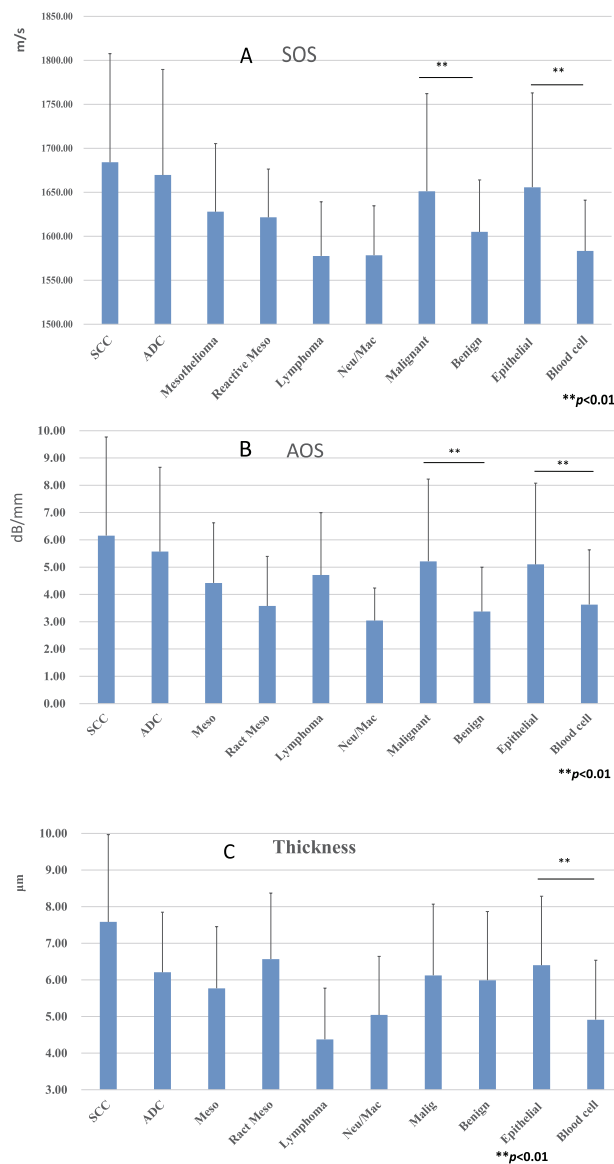 m/s
A SOS
1850.00
1800.00
1750.00
1700.00
1650.00
1600.00
1550.00
1500.00
** **
SCC ADC Mesothelioma Reactive Meso Lymphoma Neu/Mac Malignant Benign Epithelial Blood cell
**p<0.01
dB/mm
B AOS
10.00
9.00
8.00
7.00
6.00
5.00
4.00
3.00
2.00
1.00
0.00
** **
SCC ADC Meso Ract Meso Lymphoma Neu/Mac Malignant Benign Epithelial Blood cell
**p<0.01
μm
C Thickness
10.00
9.00
8.00
7.00
6.00
5.00
4.00
3.00
**
SCC ADC Meso Ract Meso Lymphoma Neu/Mac Malig Benign Epithelial Blood cell
**p<0.01